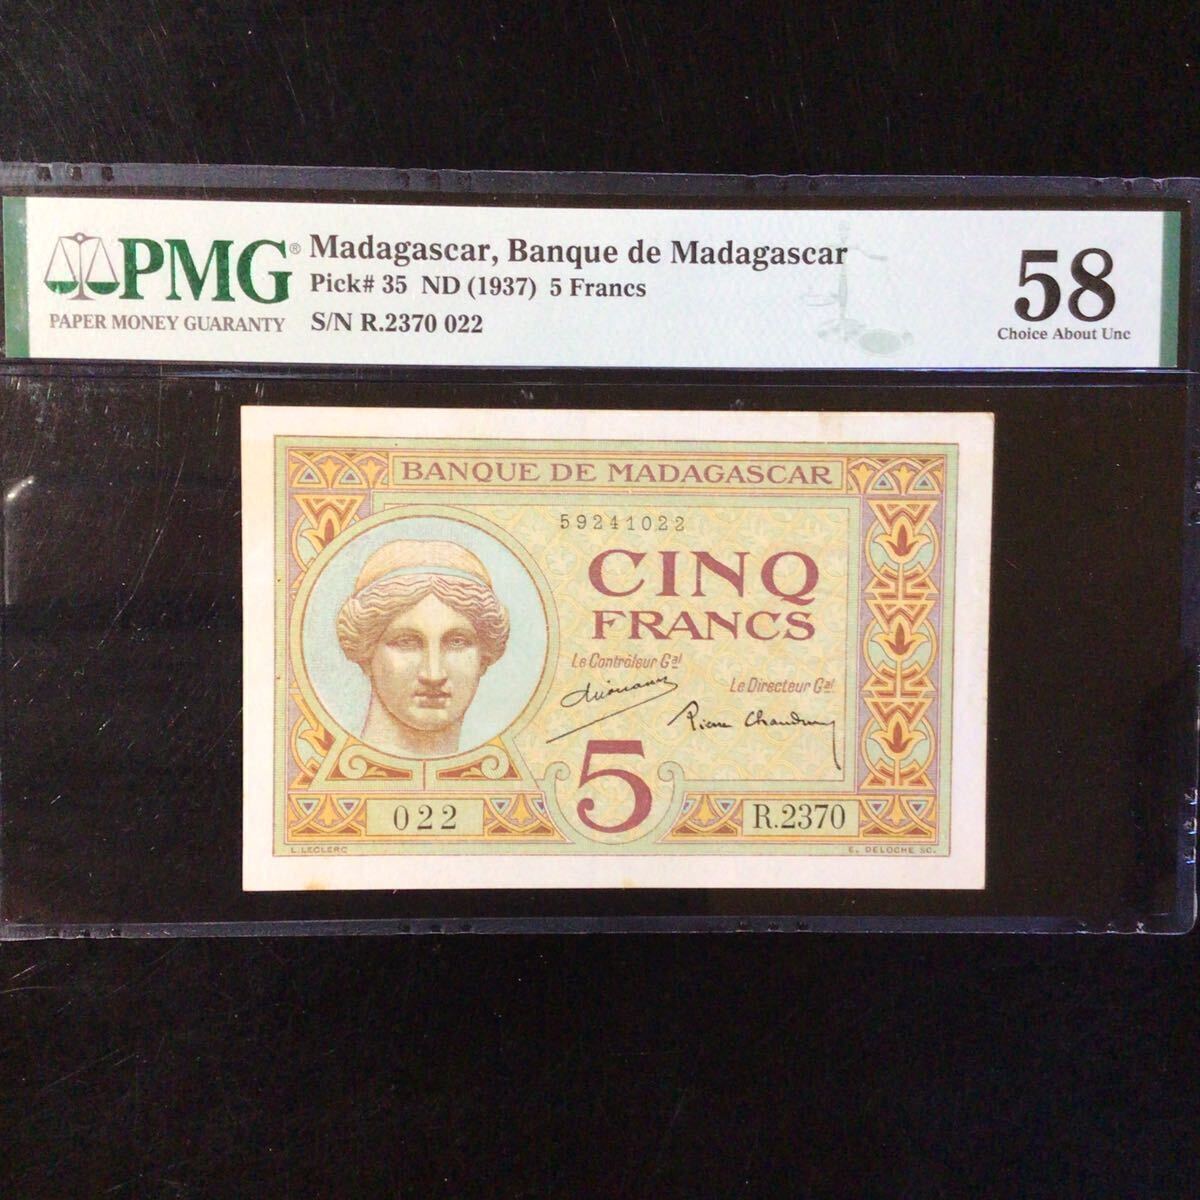 PMG®
PAPER MONEY GUARANTY
Madagascar, Banque de Madagascar
Pick# 35 ND (1937) 5 Francs
S/N R.2370 022
58
Choice About Unc
BANQUE DE MADAGASCAR
59241022
CINQ
FRANCS
Le Contrôleur Gal
Le Directeur Gal
5
022
R.2370
L. LECLERC
E. DELOCHE SC.